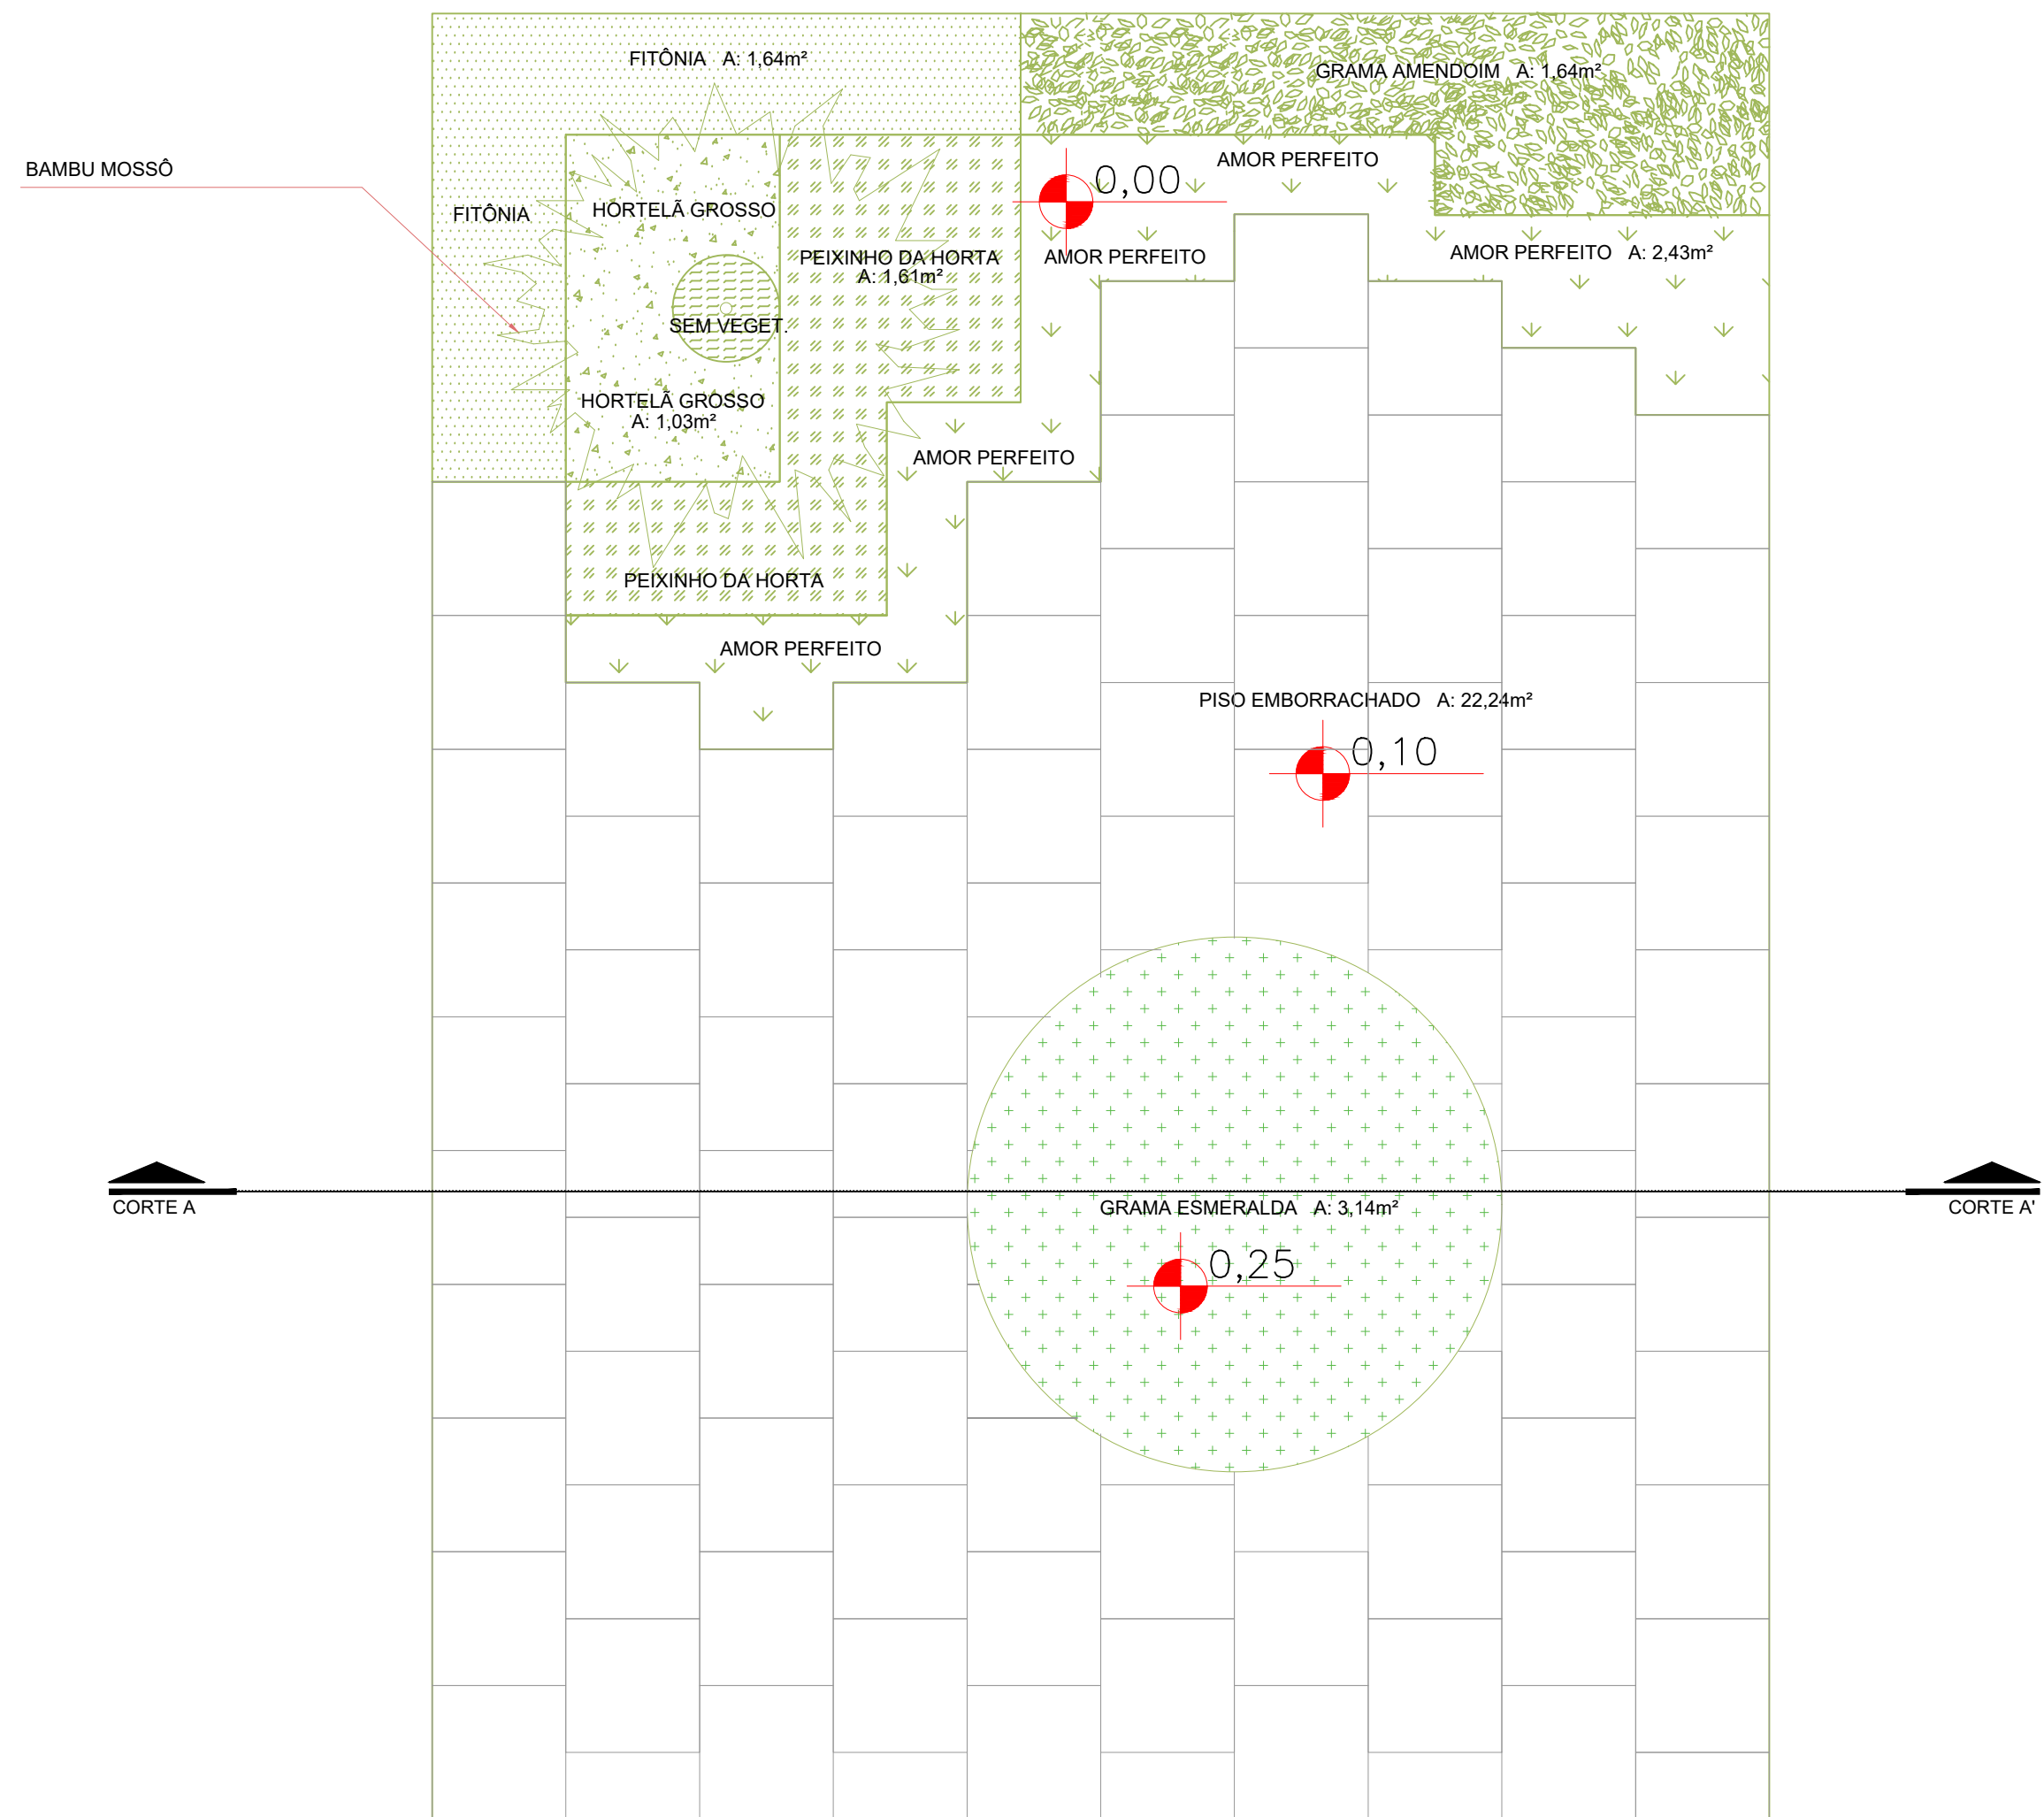 FITÔNIA A: 1,64m²
GRAMA AMENDOIM A: 1,64m²
AMOR PERFEITO
BAMBU MOSSÔ
0,00
FITÔNIA
HORTELÃ GROSSO
PEIXINHO DA HORTA
A: 1,61m²
AMOR PERFEITO
AMOR PERFEITO A: 2,43m²
SEM VEGET.
HORTELÃ GROSSO
A: 1,03m²
AMOR PERFEITO
PEIXINHO DA HORTA
AMOR PERFEITO
PISO EMBORRACHADO A: 22,24m²
0,10
CORTE A
GRAMA ESMERALDA A: 3,14m²
CORTE A'
0,25